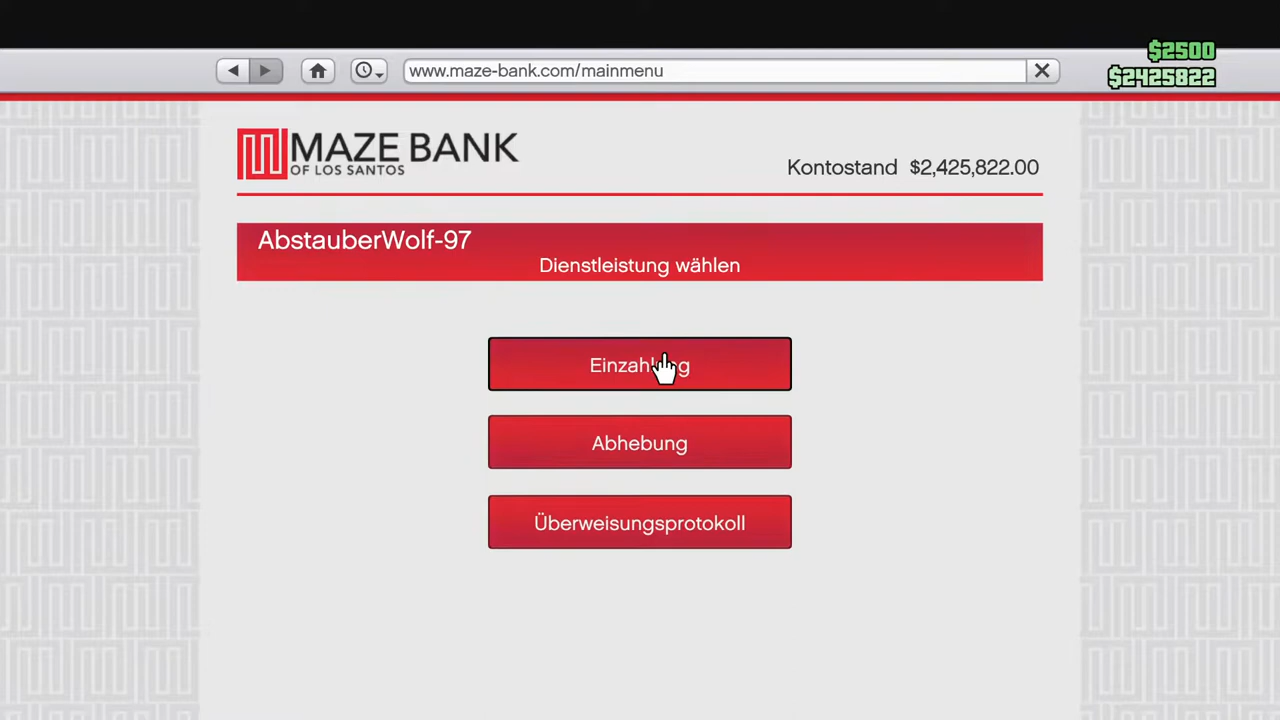 $2500
www.maze-bank.com/mainmenu
$2425822
MAZE BANK
OF LOS SANTOS
Kontostand $2,425,822.00
AbstauberWolf-97
Dienstleistung wählen
Einzahlung
Abhebung
Überweisungsprotokoll